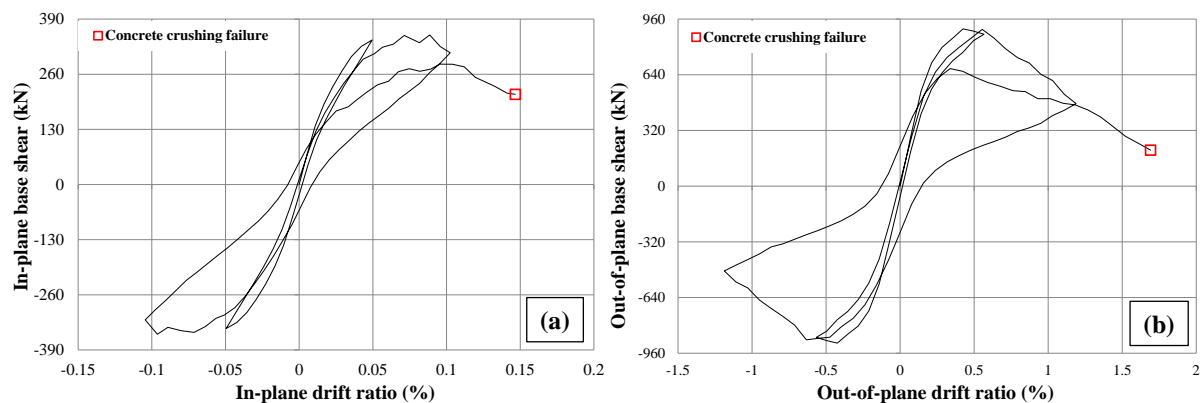 390
260
130
0
-130
-260
-390
In-plane base shear (kN)
Concrete crushing failure
(a)
-0.15 -0.1 -0.05 0 0.05 0.1 0.15 0.2
In-plane drift ratio (%)
960
640
320
0
-320
-640
-960
Out-of-plane base shear (kN)
Concrete crushing failure
(b)
-1.5 -1 -0.5 0 0.5 1 1.5 2
Out-of-plane drift ratio (%)